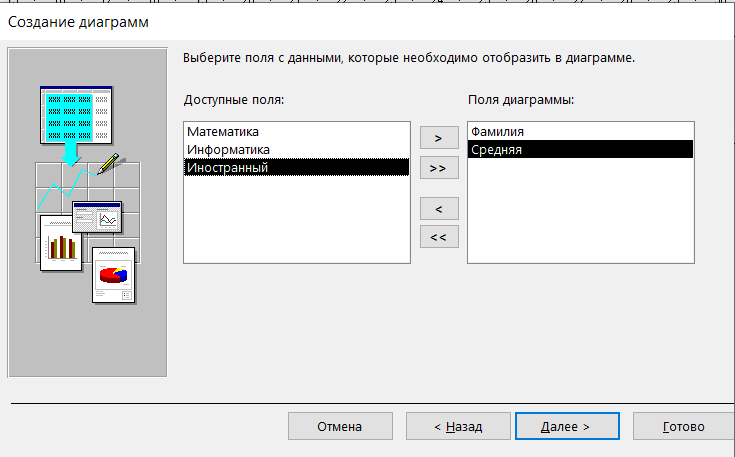 Создание диаграмм
Выберите поля с данными, которые необходимо отобразить в диаграмме.
Доступные поля:
Математика
Информатика
Иностранный
>
>>
<
<<
Поля диаграммы:
Фамилия
Средняя
Отмена
< Назад
Далее >
Готово